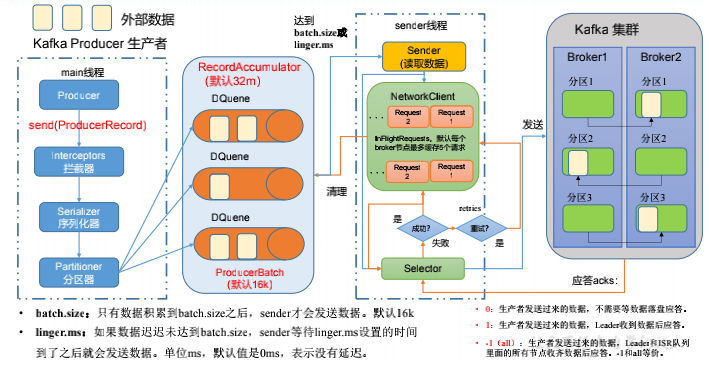 外部数据
Kafka Producer 生产者
main线程
Producer
send(ProducerRecord)
Interceptors
拦截器
Serializer
序列化器
Partitioner
分区器
RecordAccumulator
(默认32m)
DQuene
DQuene
DQuene
ProducerBatch
(默认16k)
达到
batch.size或
linger.ms
清理
sender线程
Sender
(读取数据)
NetworkClient
···
Request
2
Request
1
InFlightRequests，默认每个
broker节点最多缓存5个请求
···
Request
2
Request
1
retries
是
成功?
重试?
失败
是
Selector
发送
Kafka 集群
Broker1
Broker2
分区1
分区1
分区2
分区2
分区3
分区3
应答acks：
• batch.size：只有数据积累到batch.size之后，sender才会发送数据。默认16k
• linger.ms：如果数据迟迟未达到batch.size，sender等待linger.ms设置的时间
到了之后就会发送数据。单位ms，默认值是0ms，表示没有延迟。
• 0：生产者发送过来的数据，不需要等数据落盘应答。
• 1：生产者发送过来的数据，Leader收到数据后应答。
• -1（all）：生产者发送过来的数据，Leader和ISR队列
里面的所有节点收齐数据后应答。-1和all等价。